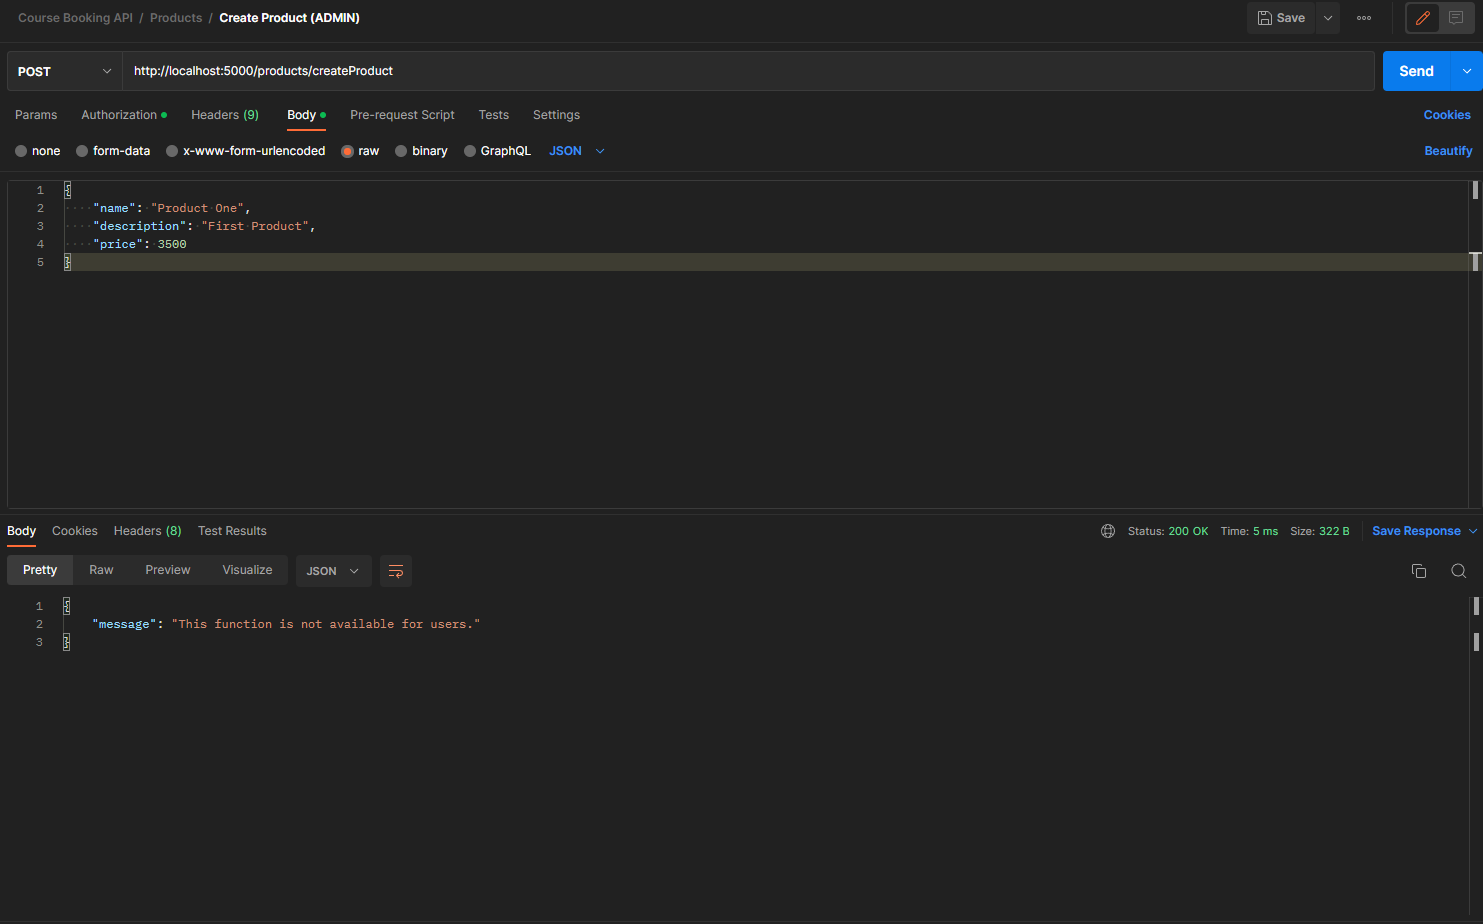 Course Booking API / Products / Create Product (ADMIN)
Save
POST
http://localhost:5000/products/createProduct
Send
Params Authorization Headers (9) Body Pre-request Script Tests Settings Cookies
none form-data x-www-form-urlencoded raw binary GraphQL JSON Beautify
1 {
2 "name": "Product One",
3 "description": "First Product",
4 "price": 3500
5 }
Body Cookies Headers (8) Test Results Status: 200 OK Time: 5 ms Size: 322 B Save Response
Pretty Raw Preview Visualize JSON
1 {
2 "message": "This function is not available for users."
3 }